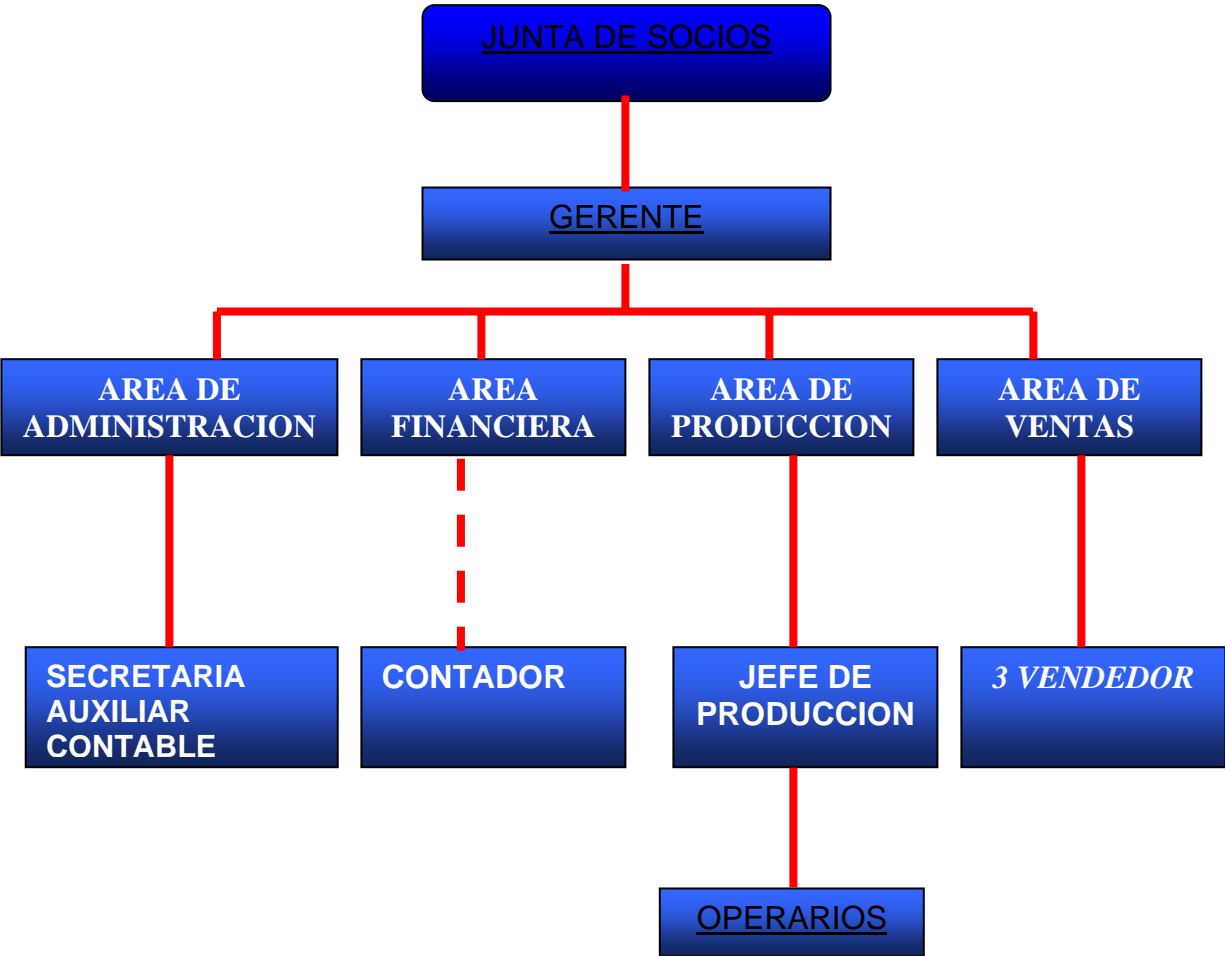 JUNTA DE SOCIOS
GERENTE
AREA DE
ADMINISTRACION
AREA
FINANCIERA
AREA DE
PRODUCCION
AREA DE
VENTAS
SECRETARIA
AUXILIAR
CONTABLE
CONTADOR
JEFE DE
PRODUCCION
3 VENDEDOR
OPERARIOS